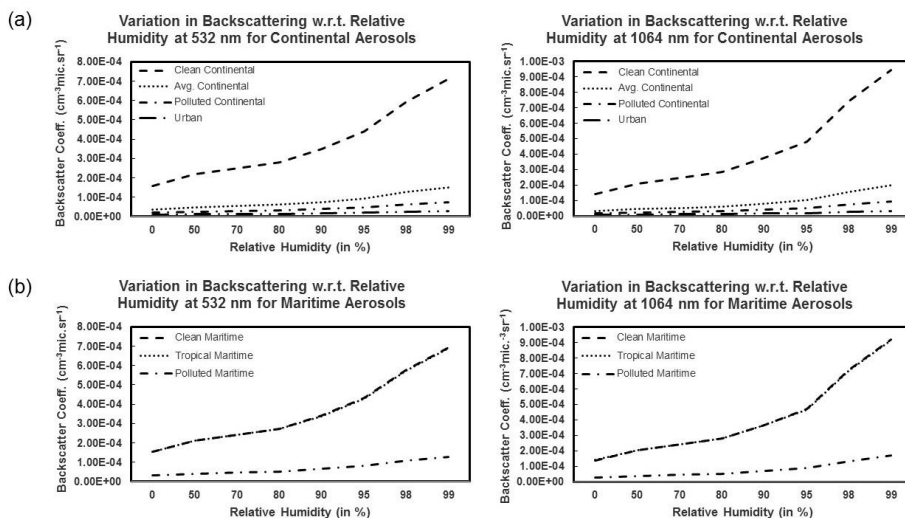 (a)
Variation in Backscattering w.r.t. Relative
Humidity at 532 nm for Continental Aerosols
Backscatter Coeff. (cm-3mic.sr-1)
8.00E-04
7.00E-04
6.00E-04
5.00E-04
4.00E-04
3.00E-04
2.00E-04
1.00E-04
0.00E+00
Clean Continental
Avg. Continental
Polluted Continental
Urban
0 50 70 80 90 95 98 99
Relative Humidity (in %)
Variation in Backscattering w.r.t. Relative
Humidity at 1064 nm for Continental Aerosols
Backscatter Coeff. (cm-3mic.sr-1)
1.00E-03
9.00E-04
8.00E-04
7.00E-04
6.00E-04
5.00E-04
4.00E-04
3.00E-04
2.00E-04
1.00E-04
0.00E+00
Clean Continental
Avg. Continental
Polluted Continental
Urban
0 50 70 80 90 95 98 99
Relative Humidity (in %)
(b)
Variation in Backscattering w.r.t. Relative
Humidity at 532 nm for Maritime Aerosols
Backscatter Coeff. (cm-3mic.sr-1)
8.00E-04
7.00E-04
6.00E-04
5.00E-04
4.00E-04
3.00E-04
2.00E-04
1.00E-04
0.00E+00
Clean Maritime
Tropical Maritime
Polluted Maritime
0 50 70 80 90 95 98 99
Relative Humidity (in %)
Variation in Backscattering w.r.t. Relative
Humidity at 1064 nm for Maritime Aerosols
Backscatter Coeff. (cm-3mic.-3sr-1)
1.00E-03
9.00E-04
8.00E-04
7.00E-04
6.00E-04
5.00E-04
4.00E-04
3.00E-04
2.00E-04
1.00E-04
0.00E+00
Clean Maritime
Tropical Maritime
Polluted Maritime
0 50 70 80 90 95 98 99
Relative Humidity (in %)